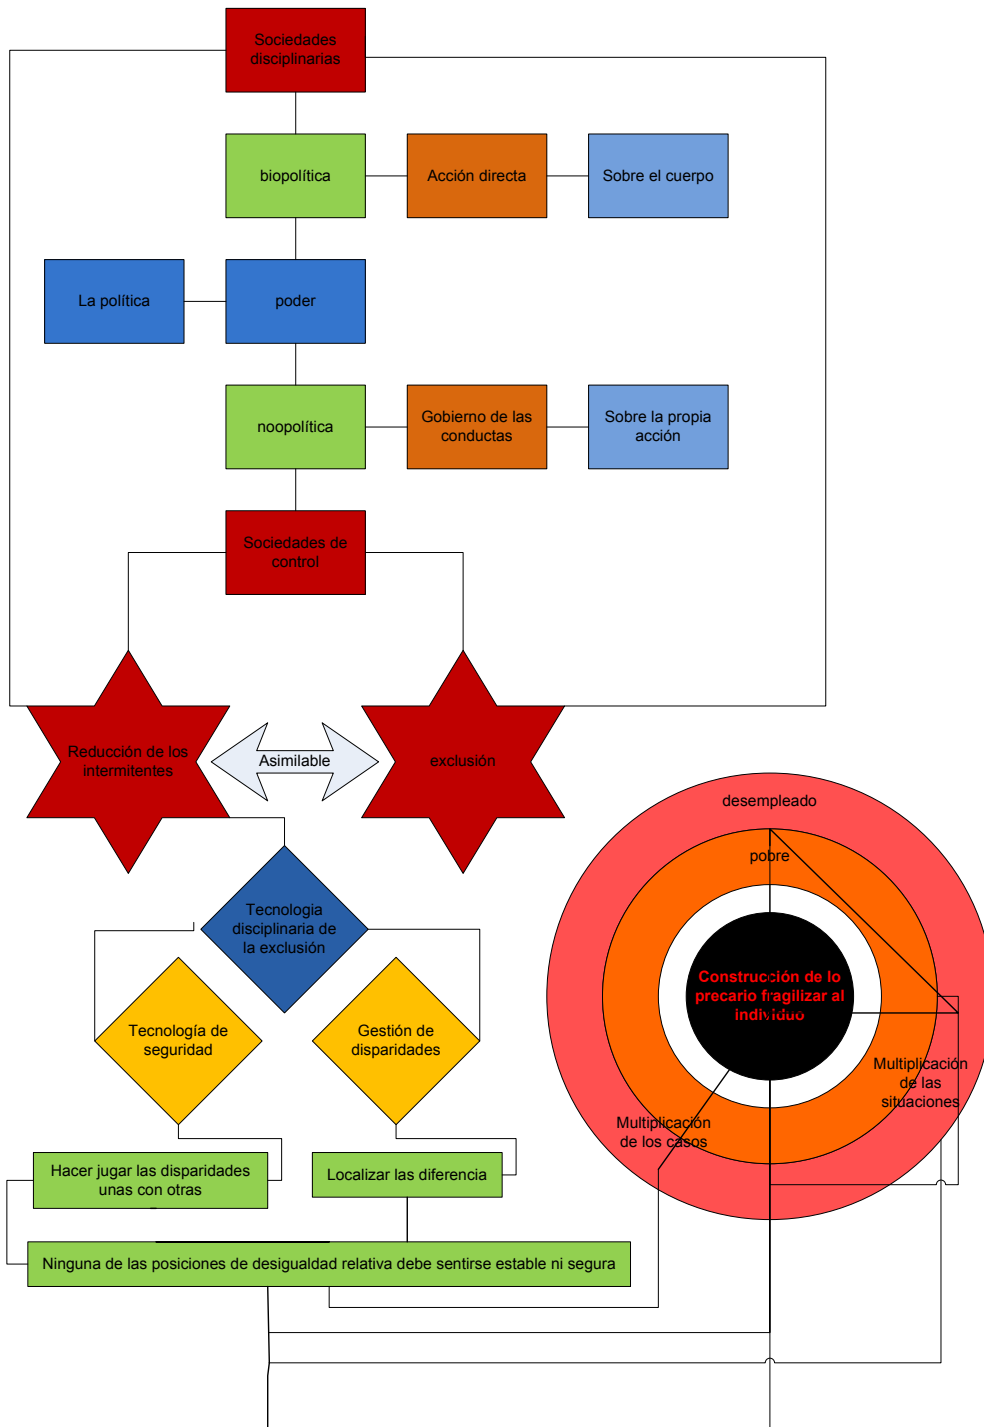 Sociedades
disciplinarias
biopolítica
Acción directa
Sobre el cuerpo
La política
poder
noopolítica
Gobierno de las
conductas
Sobre la propia
acción
Sociedades de
control
Reducción de los
intermitentes
Asimilable
exclusión
desempleado
pobre
Tecnologia
disciplinaria de
la exclusión
Construcción de lo
precario fragilizar al
individuo
Tecnología de
seguridad
Gestión de
disparidades
Multiplicación
de las
situaciones
Multiplicación
de los casos
Hacer jugar las disparidades
unas con otras
Localizar las diferencia
Ninguna de las posiciones de desigualdad relativa debe sentirse estable ni segura